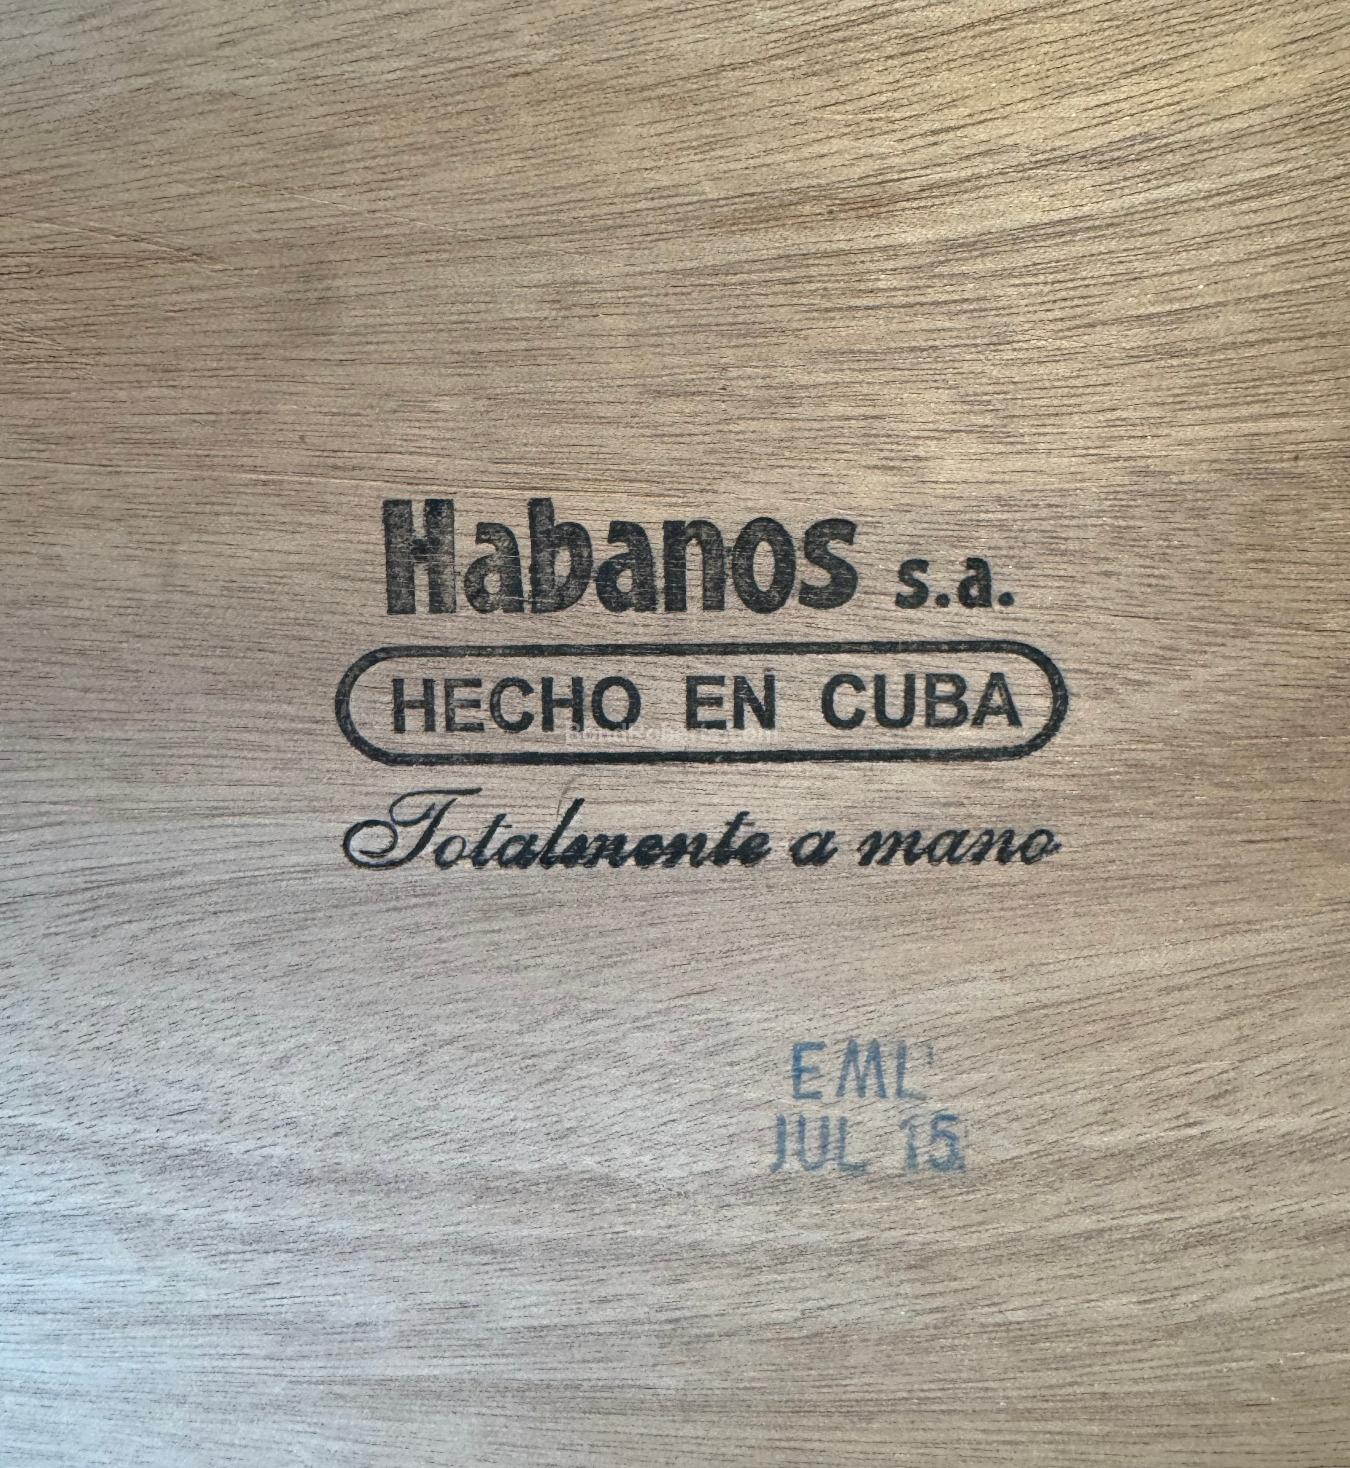 Habanos s.a.
HECHO EN CUBA
Totalmente a mano
EML
JUL 15